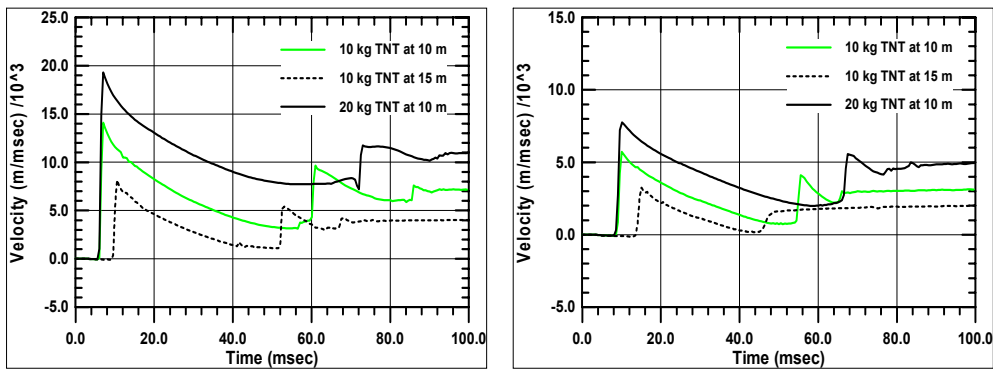 25.0
20.0
15.0
10.0
5.0
0.0
-5.0
Velocity (m/msec) /10^3
10 kg TNT at 10 m
10 kg TNT at 15 m
20 kg TNT at 10 m
0.0 20.0 40.0 60.0 80.0 100.0
Time (msec)
15.0
10.0
5.0
0.0
-5.0
Velocity (m/msec) /10^3
10 kg TNT at 10 m
10 kg TNT at 15 m
20 kg TNT at 10 m
0.0 20.0 40.0 60.0 80.0 100.0
Time (msec)